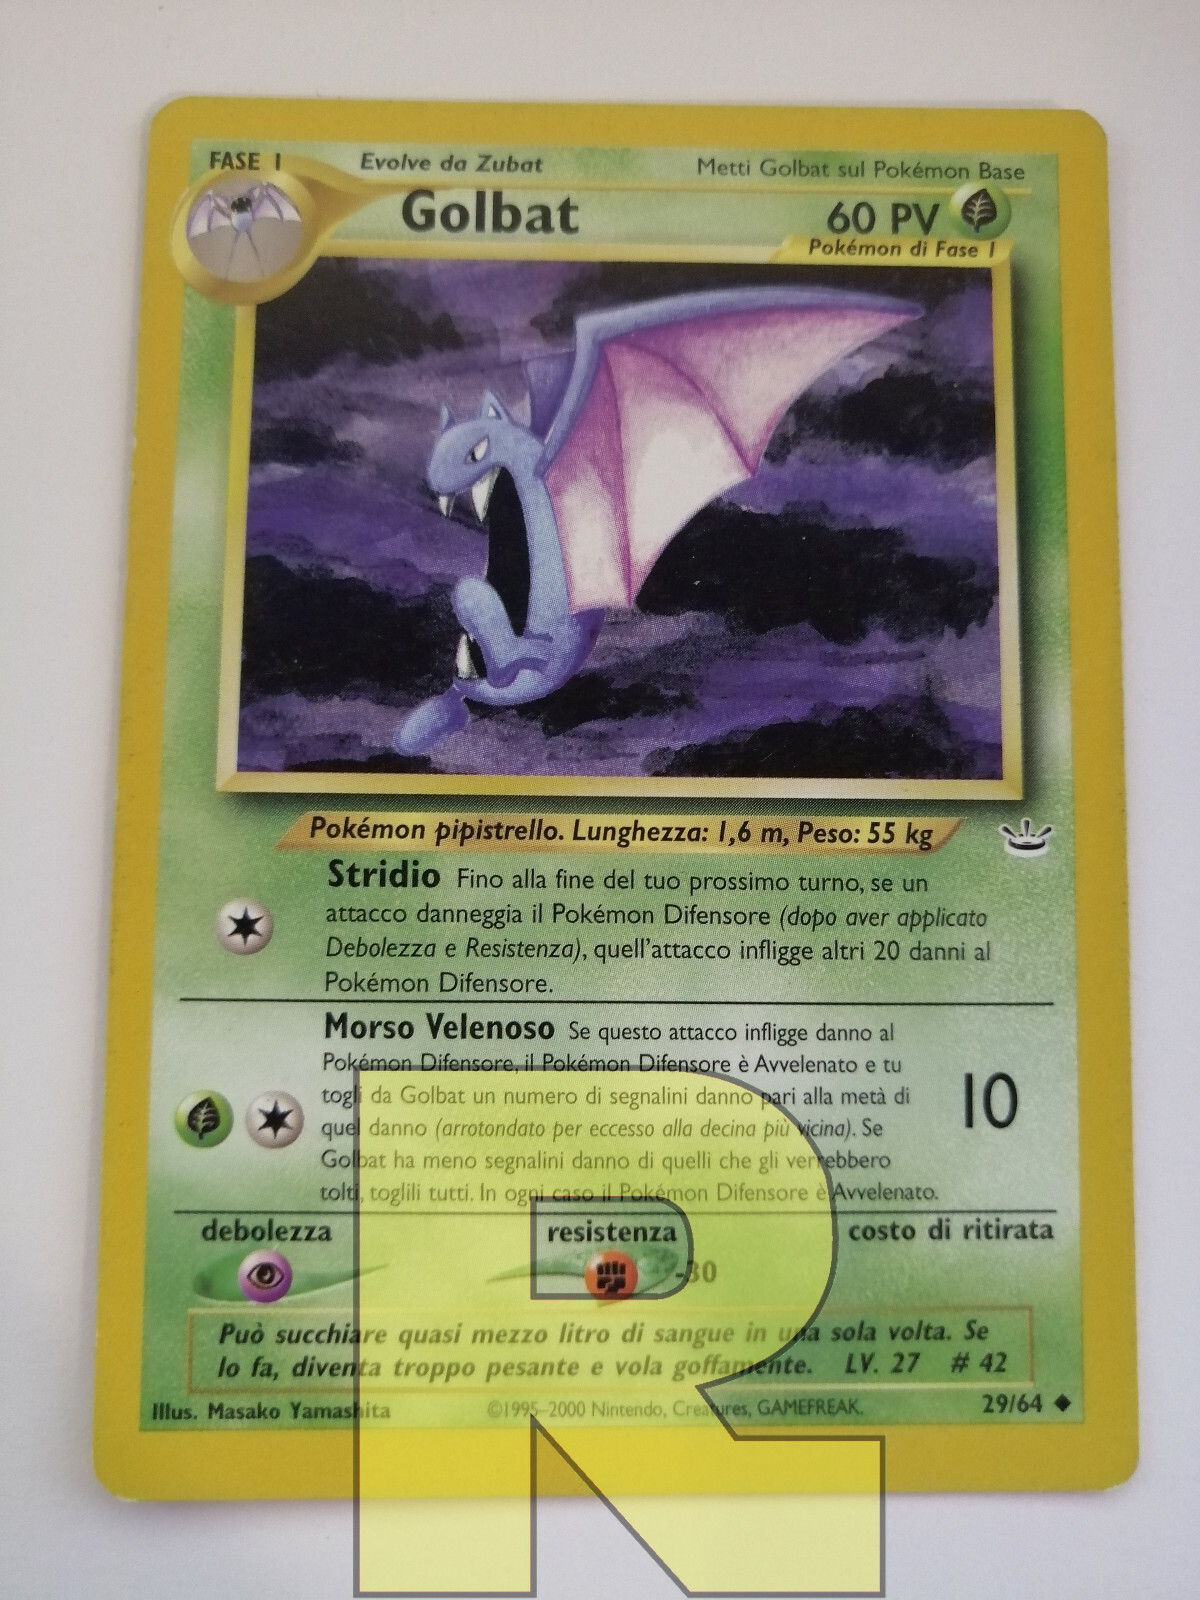 FASE 1 Evolve da Zubat Metti Golbat sul Pokémon Base
Golbat 60 PV
Pokémon di Fase 1
Pokémon pipistrello. Lunghezza: 1,6 m, Peso: 55 kg
Stridio Fino alla fine del tuo prossimo turno, se un
attacco danneggia il Pokémon Difensore (dopo aver applicato
Debolezza e Resistenza), quell'attacco infligge altri 20 danni al
Pokémon Difensore.
Morso Velenoso Se questo attacco infligge danno al
Pokémon Difensore, il Pokémon Difensore è Avvelenato e tu
togli da Golbat un numero di segnalini danno pari alla metà di
quel danno (arrotondato per eccesso alla decina più vicina). Se
Golbat ha meno segnalini danno di quelli che gli verrebbero
tolti, toglili tutti. In ogni caso il Pokémon Difensore è Avvelenato.
10
debolezza resistenza costo di ritirata
-30
Può succhiare quasi mezzo litro di sangue in una sola volta. Se
lo fa, diventa troppo pesante e vola goffamente. LV. 27 # 42
Illus. Masako Yamashita ©1995-2000 Nintendo, Creatures, GAMEFREAK. 29/64
R